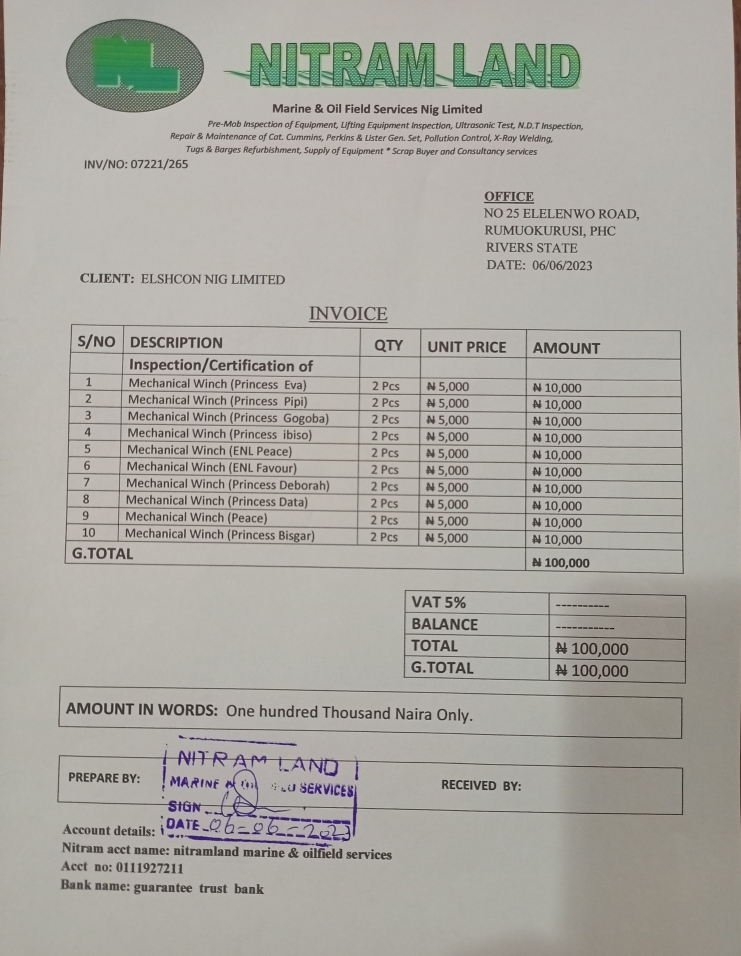 NL
NITRAM LAND
Marine & Oil Field Services Nig Limited
Pre-Mob Inspection of Equipment, Lifting Equipment Inspection, Ultrasonic Test, N.D.T Inspection,
Repair & Maintenance of Cat. Cummins, Perkins & Lister Gen. Set, Pollution Control, X-Ray Welding,
Tugs & Barges Refurbishment, Supply of Equipment * Scrap Buyer and Consultancy services
INV/NO: 07221/265
OFFICE
NO 25 ELELENWO ROAD,
RUMUOKURUSI, PHC
RIVERS STATE
DATE: 06/06/2023
CLIENT: ELSHCON NIG LIMITED
INVOICE
S/NO DESCRIPTION QTY UNIT PRICE AMOUNT
Inspection/Certification of
1 Mechanical Winch (Princess Eva) 2 Pcs ₦ 5,000 ₦ 10,000
2 Mechanical Winch (Princess Pipi) 2 Pcs ₦ 5,000 ₦ 10,000
3 Mechanical Winch (Princess Gogoba) 2 Pcs ₦ 5,000 ₦ 10,000
4 Mechanical Winch (Princess ibiso) 2 Pcs ₦ 5,000 ₦ 10,000
5 Mechanical Winch (ENL Peace) 2 Pcs ₦ 5,000 ₦ 10,000
6 Mechanical Winch (ENL Favour) 2 Pcs ₦ 5,000 ₦ 10,000
7 Mechanical Winch (Princess Deborah) 2 Pcs ₦ 5,000 ₦ 10,000
8 Mechanical Winch (Princess Data) 2 Pcs ₦ 5,000 ₦ 10,000
9 Mechanical Winch (Peace) 2 Pcs ₦ 5,000 ₦ 10,000
10 Mechanical Winch (Princess Bisgar) 2 Pcs ₦ 5,000 ₦ 10,000
G.TOTAL ₦ 100,000
VAT 5% ----------
BALANCE -----------
TOTAL ₦ 100,000
G.TOTAL ₦ 100,000
AMOUNT IN WORDS: One hundred Thousand Naira Only.
PREPARE BY:
NITRAM LAND
MARINE SERVICES
SIGN
DATE 06-06-2023
RECEIVED BY:
Account details:
Nitram acct name: nitramland marine & oilfield services
Acct no: 0111927211
Bank name: guarantee trust bank